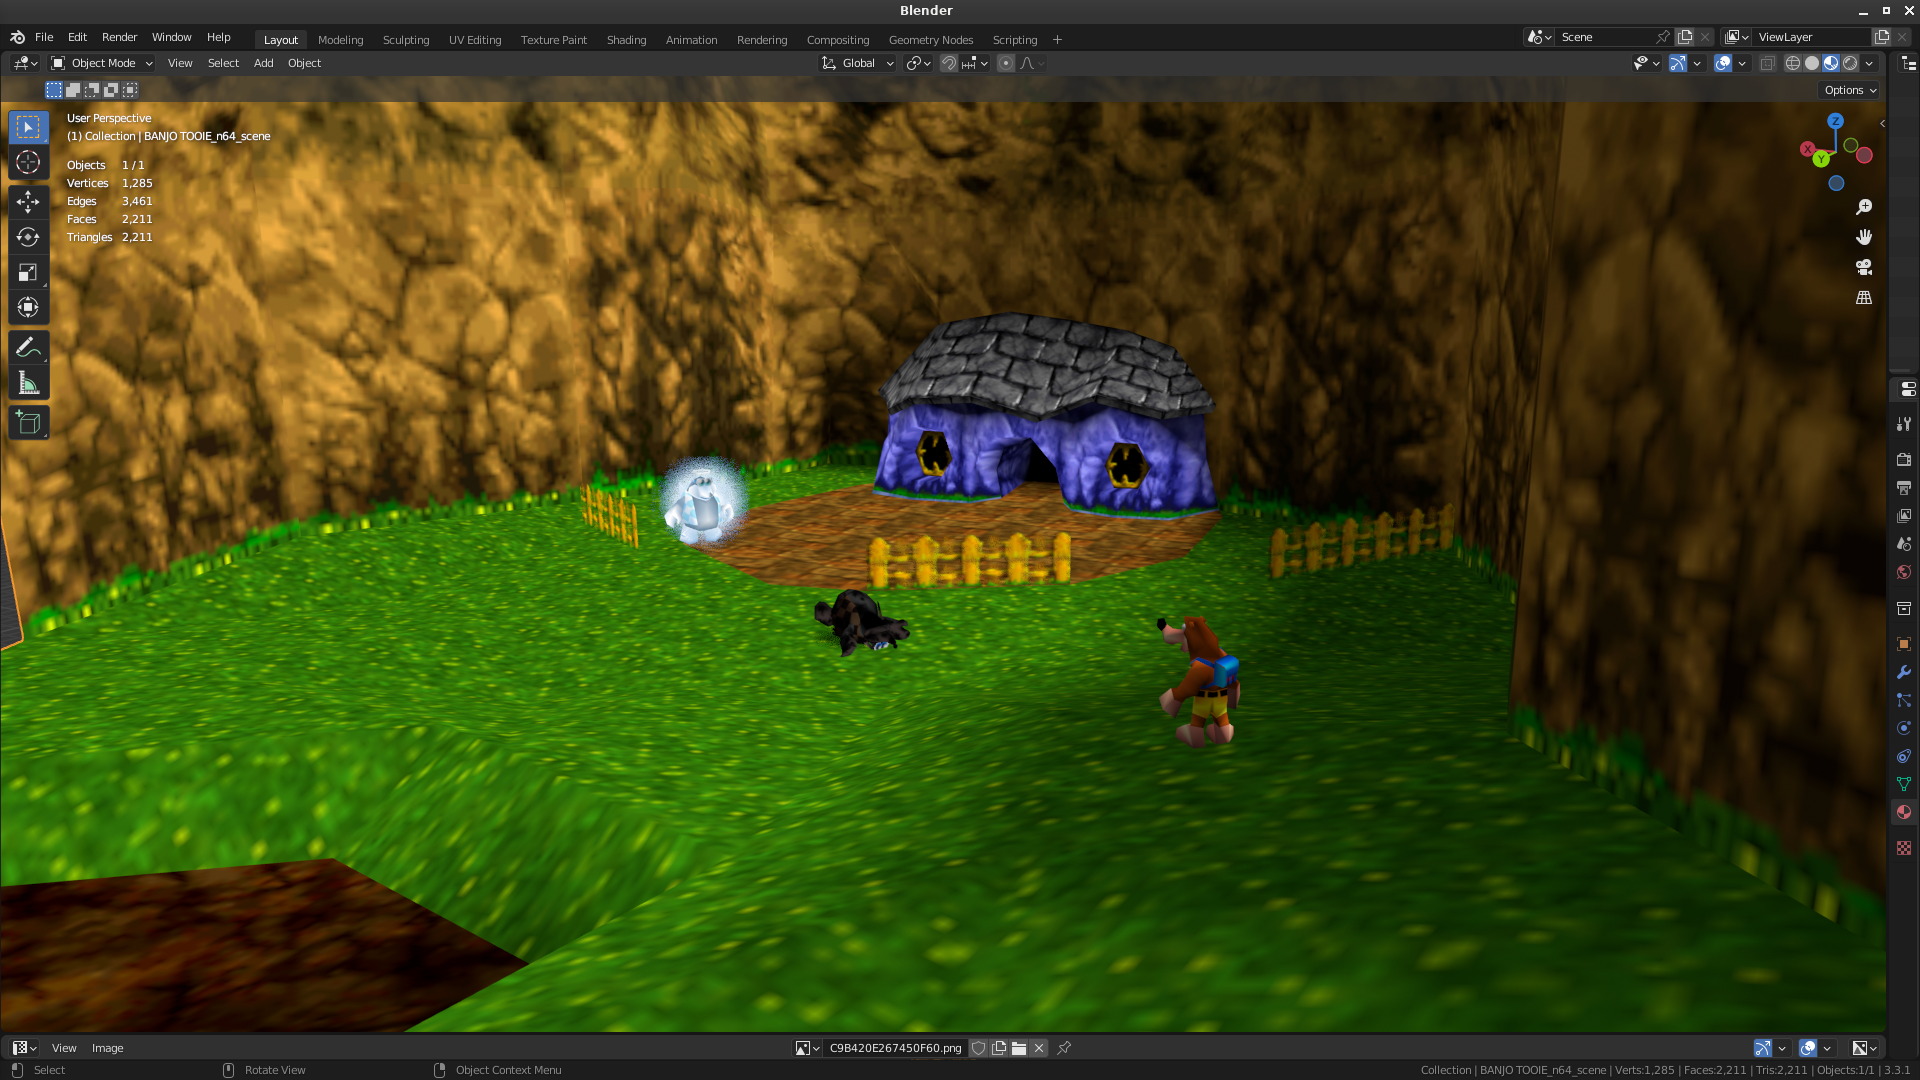 Blender
File Edit Render Window Help Layout Modeling Sculpting UV Editing Texture Paint Shading Animation Rendering Compositing Geometry Nodes Scripting + Scene ViewLayer
Object Mode View Select Add Object Global
Options
User Perspective
(1) Collection | BANJO TOOIE_n64_scene
Objects 1 / 1
Vertices 1,285
Edges 3,461
Faces 2,211
Triangles 2,211
Z
X
Y
View Image C9B420E267450F60.png
Select Rotate View Object Context Menu Collection | BANJO TOOIE_n64_scene | Verts:1,285 | Faces:2,211 | Tris:2,211 | Objects:1/1 | 3.3.1